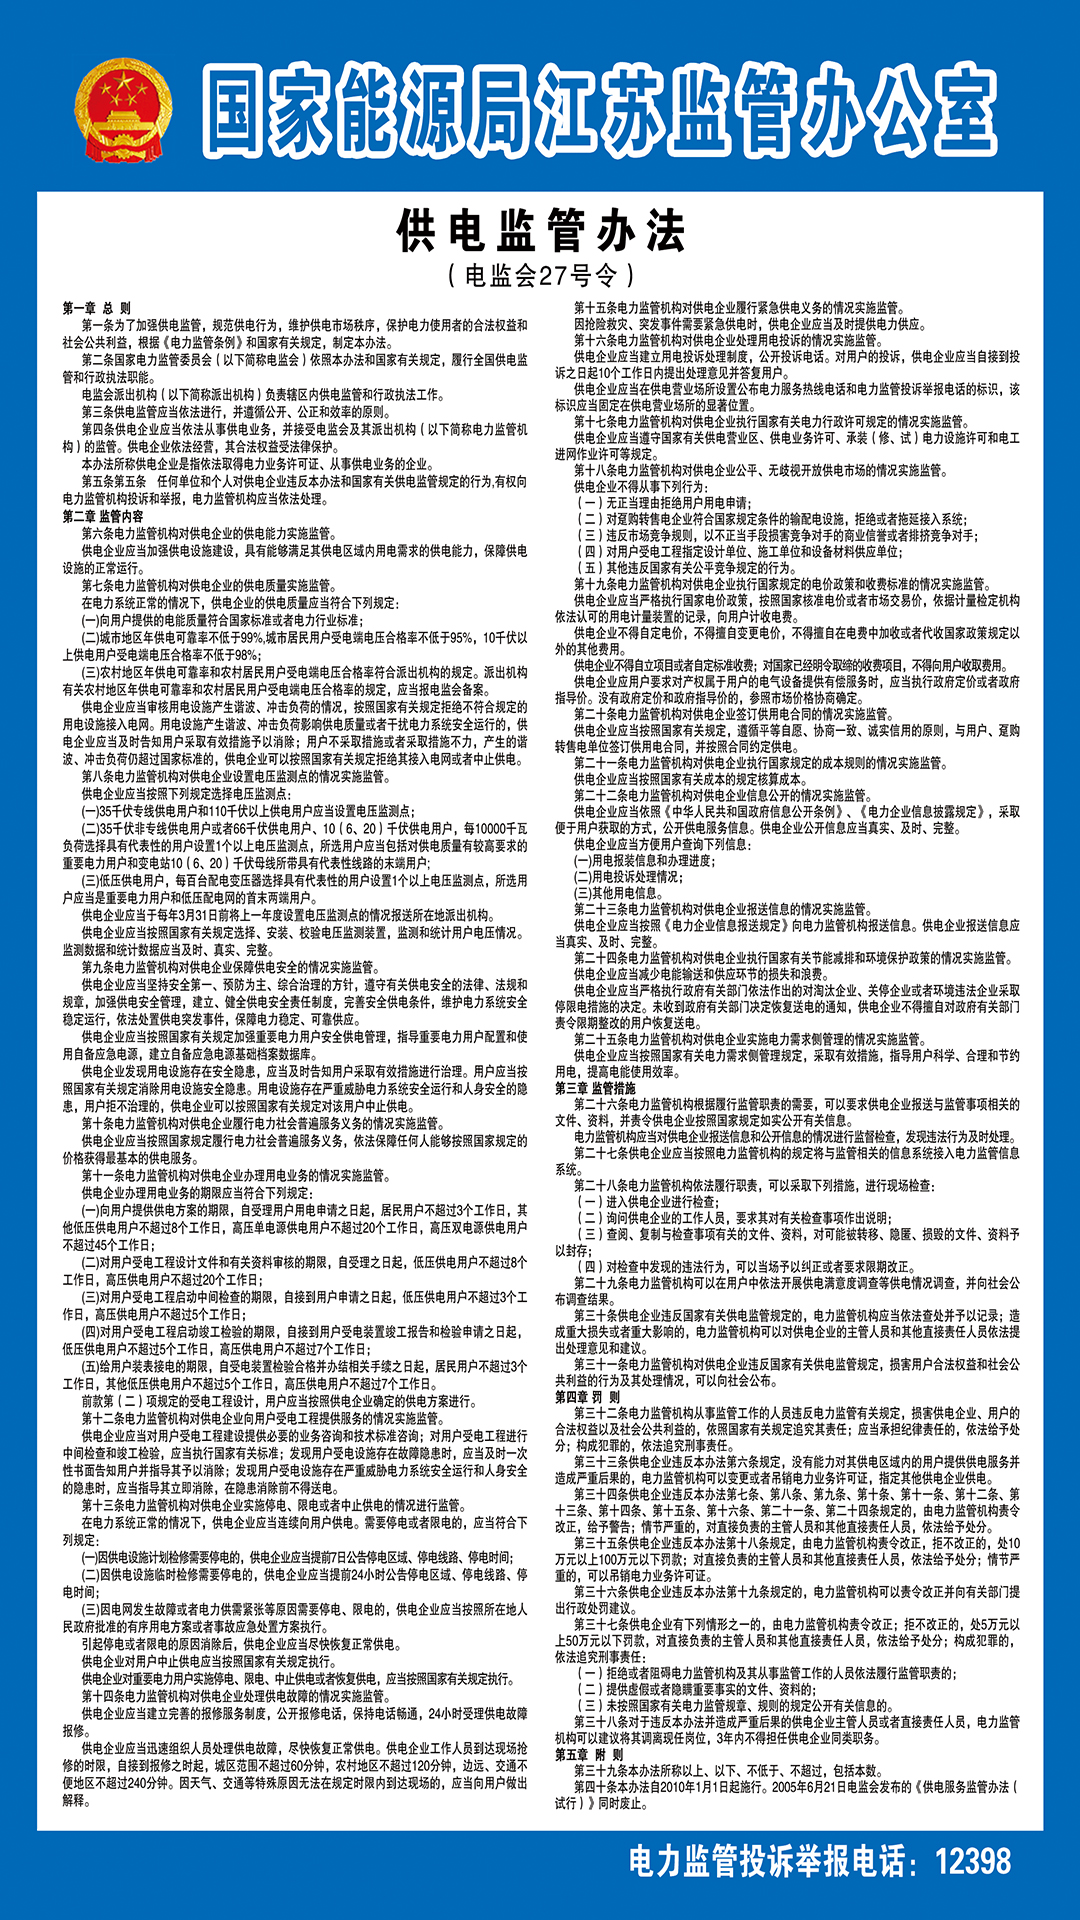 国家能源局江苏监管办公室
供电监管办法
（电监会27号令）
第一章 总 则
第一条为了加强供电监管，规范供电行为，维护供电市场秩序，保护电力使用者的合法权益和
社会公共利益，根据《电力监管条例》和国家有关规定，制定本办法。
第二条国家电力监管委员会（以下简称电监会）依照本办法和国家有关规定，履行全国供电监
管和行政执法职能。
电监会派出机构（以下简称派出机构）负责辖区内供电监管和行政执法工作。
第三条供电监管应当依法进行，并遵循公开、公正和效率的原则。
第四条供电企业应当依法从事供电业务，并接受电监会及其派出机构（以下简称电力监管机
构）的监管。供电企业依法经营，其合法权益受法律保护。
本办法所称供电企业是指依法取得电力业务许可证、从事供电业务的企业。
第五条第五条 任何单位和个人对供电企业违反本办法和国家有关供电监管规定的行为,有权向
电力监管机构投诉和举报，电力监管机构应当依法处理。
第二章 监管内容
第六条电力监管机构对供电企业的供电能力实施监管。
供电企业应当加强供电设施建设，具有能够满足其供电区域内用电需求的供电能力，保障供电
设施的正常运行。
第七条电力监管机构对供电企业的供电质量实施监管。
在电力系统正常的情况下，供电企业的供电质量应当符合下列规定：
(一)向用户提供的电能质量符合国家标准或者电力行业标准；
(二)城市地区年供电可靠率不低于99%,城市居民用户受电端电压合格率不低于95%，10千伏以
上供电用户受电端电压合格率不低于98%；
(三)农村地区年供电可靠率和农村居民用户受电端电压合格率符合派出机构的规定。派出机构
有关农村地区年供电可靠率和农村居民用户受电端电压合格率的规定，应当报电监会备案。
供电企业应当审核用电设施产生谐波、冲击负荷的情况，按照国家有关规定拒绝不符合规定的
用电设施接入电网。用电设施产生谐波、冲击负荷影响供电质量或者干扰电力系统安全运行的，供
电企业应当及时告知用户采取有效措施予以消除；用户不采取措施或者采取措施不力，产生的谐
波、冲击负荷仍超过国家标准的，供电企业可以按照国家有关规定拒绝其接入电网或者中止供电。
第八条电力监管机构对供电企业设置电压监测点的情况实施监管。
供电企业应当按照下列规定选择电压监测点：
(一)35千伏专线供电用户和110千伏以上供电用户应当设置电压监测点；
(二)35千伏非专线供电用户或者66千伏供电用户、10（6、20）千伏供电用户，每10000千瓦
负荷选择具有代表性的用户设置1个以上电压监测点，所选用户应当包括对供电质量有较高要求的
重要电力用户和变电站10（6、20）千伏母线所带具有代表性线路的末端用户;
(三)低压供电用户，每百台配电变压器选择具有代表性的用户设置1个以上电压监测点，所选用
户应当是重要电力用户和低压配电网的首末两端用户。
供电企业应当于每年3月31日前将上一年度设置电压监测点的情况报送所在地派出机构。
供电企业应当按照国家有关规定选择、安装、校验电压监测装置，监测和统计用户电压情况。
监测数据和统计数据应当及时、真实、完整。
第九条电力监管机构对供电企业保障供电安全的情况实施监管。
供电企业应当坚持安全第一、预防为主、综合治理的方针，遵守有关供电安全的法律、法规和
规章，加强供电安全管理，建立、健全供电安全责任制度，完善安全供电条件，维护电力系统安全
稳定运行，依法处置供电突发事件，保障电力稳定、可靠供应。
供电企业应当按照国家有关规定加强重要电力用户安全供电管理，指导重要电力用户配置和使
用自备应急电源，建立自备应急电源基础档案数据库。
供电企业发现用电设施存在安全隐患，应当及时告知用户采取有效措施进行治理。用户应当按
照国家有关规定消除用电设施安全隐患。用电设施存在严重威胁电力系统安全运行和人身安全的隐
患，用户拒不治理的，供电企业可以按照国家有关规定对该用户中止供电。
第十条电力监管机构对供电企业履行电力社会普遍服务义务的情况实施监管。
供电企业应当按照国家规定履行电力社会普遍服务义务，依法保障任何人能够按照国家规定的
价格获得最基本的供电服务。
第十一条电力监管机构对供电企业办理用电业务的情况实施监管。
供电企业办理用电业务的期限应当符合下列规定：
(一)向用户提供供电方案的期限，自受理用户用电申请之日起，居民用户不超过3个工作日，其
他低压供电用户不超过8个工作日，高压单电源供电用户不超过20个工作日，高压双电源供电用户
不超过45个工作日；
(二)对用户受电工程设计文件和有关资料审核的期限，自受理之日起，低压供电用户不超过8个
工作日，高压供电用户不超过20个工作日；
(三)对用户受电工程启动中间检查的期限，自接到用户申请之日起，低压供电用户不超过3个工
作日，高压供电用户不超过5个工作日；
(四)对用户受电工程启动竣工检验的期限，自接到用户受电装置竣工报告和检验申请之日起，
低压供电用户不超过5个工作日，高压供电用户不超过7个工作日；
(五)给用户装表接电的期限，自受电装置检验合格并办结相关手续之日起，居民用户不超过3个
工作日，其他低压供电用户不超过5个工作日，高压供电用户不超过7个工作日。
前款第（二）项规定的受电工程设计，用户应当按照供电企业确定的供电方案进行。
第十二条电力监管机构对供电企业向用户受电工程提供服务的情况实施监管。
供电企业应当对用户受电工程建设提供必要的业务咨询和技术标准咨询；对用户受电工程进行
中间检查和竣工检验，应当执行国家有关标准；发现用户受电设施存在故障隐患时，应当及时一次
性书面告知用户并指导其予以消除；发现用户受电设施存在严重威胁电力系统安全运行和人身安全
的隐患时，应当指导其立即消除，在隐患消除前不得送电。
第十三条电力监管机构对供电企业实施停电、限电或者中止供电的情况进行监管。
在电力系统正常的情况下，供电企业应当连续向用户供电。需要停电或者限电的，应当符合下
列规定：
(一)因供电设施计划检修需要停电的，供电企业应当提前7日公告停电区域、停电线路、停电时间；
(二)因供电设施临时检修需要停电的，供电企业应当提前24小时公告停电区域、停电线路、停
电时间；
(三)因电网发生故障或者电力供需紧张等原因需要停电、限电的，供电企业应当按照所在地人
民政府批准的有序用电方案或者事故应急处置方案执行。
引起停电或者限电的原因消除后，供电企业应当尽快恢复正常供电。
供电企业对用户中止供电应当按照国家有关规定执行。
供电企业对重要电力用户实施停电、限电、中止供电或者恢复供电，应当按照国家有关规定执行。
第十四条电力监管机构对供电企业处理供电故障的情况实施监管。
供电企业应当建立完善的报修服务制度，公开报修电话，保持电话畅通，24小时受理供电故障
报修。
供电企业应当迅速组织人员处理供电故障，尽快恢复正常供电。供电企业工作人员到达现场抢
修的时限，自接到报修之时起，城区范围不超过60分钟，农村地区不超过120分钟，边远、交通不
便地区不超过240分钟。因天气、交通等特殊原因无法在规定时限内到达现场的，应当向用户做出
解释。
第十五条电力监管机构对供电企业履行紧急供电义务的情况实施监管。
因抢险救灾、突发事件需要紧急供电时，供电企业应当及时提供电力供应。
第十六条电力监管机构对供电企业处理用电投诉的情况实施监管。
供电企业应当建立用电投诉处理制度，公开投诉电话。对用户的投诉，供电企业应当自接到投
诉之日起10个工作日内提出处理意见并答复用户。
供电企业应当在供电营业场所设置公布电力服务热线电话和电力监管投诉举报电话的标识，该
标识应当固定在供电营业场所的显著位置。
第十七条电力监管机构对供电企业执行国家有关电力行政许可规定的情况实施监管。
供电企业应当遵守国家有关供电营业区、供电业务许可、承装（修、试）电力设施许可和电工
进网作业许可等规定。
第十八条电力监管机构对供电企业公平、无歧视开放供电市场的情况实施监管。
供电企业不得从事下列行为：
（一）无正当理由拒绝用户用电申请；
（二）对趸购转售电企业符合国家规定条件的输配电设施，拒绝或者拖延接入系统；
（三）违反市场竞争规则，以不正当手段损害竞争对手的商业信誉或者排挤竞争对手；
（四）对用户受电工程指定设计单位、施工单位和设备材料供应单位；
（五）其他违反国家有关公平竞争规定的行为。
第十九条电力监管机构对供电企业执行国家规定的电价政策和收费标准的情况实施监管。
供电企业应当严格执行国家电价政策，按照国家核准电价或者市场交易价，依据计量检定机构
依法认可的用电计量装置的记录，向用户计收电费。
供电企业不得自定电价，不得擅自变更电价，不得擅自在电费中加收或者代收国家政策规定以
外的其他费用。
供电企业不得自立项目或者自定标准收费；对国家已经明令取缔的收费项目，不得向用户收取费用。
供电企业应用户要求对产权属于用户的电气设备提供有偿服务时，应当执行政府定价或者政府
指导价。没有政府定价和政府指导价的，参照市场价格协商确定。
第二十条电力监管机构对供电企业签订供用电合同的情况实施监管。
供电企业应当按照国家有关规定，遵循平等自愿、协商一致、诚实信用的原则，与用户、趸购
转售电单位签订供用电合同，并按照合同约定供电。
第二十一条电力监管机构对供电企业执行国家规定的成本规则的情况实施监管。
供电企业应当按照国家有关成本的规定核算成本。
第二十二条电力监管机构对供电企业信息公开的情况实施监管。
供电企业应当依照《中华人民共和国政府信息公开条例》、《电力企业信息披露规定》，采取
便于用户获取的方式，公开供电服务信息。供电企业公开信息应当真实、及时、完整。
供电企业应当方便用户查询下列信息：
(一)用电报装信息和办理进度；
(二)用电投诉处理情况；
(三)其他用电信息。
第二十三条电力监管机构对供电企业报送信息的情况实施监管。
供电企业应当按照《电力企业信息报送规定》向电力监管机构报送信息。供电企业报送信息应
当真实、及时、完整。
第二十四条电力监管机构对供电企业执行国家有关节能减排和环境保护政策的情况实施监管。
供电企业应当减少电能输送和供应环节的损失和浪费。
供电企业应当严格执行政府有关部门依法作出的对淘汰企业、关停企业或者环境违法企业采取
停限电措施的决定。未收到政府有关部门决定恢复送电的通知，供电企业不得擅自对政府有关部门
责令限期整改的用户恢复送电。
第二十五条电力监管机构对供电企业实施电力需求侧管理的情况实施监管。
供电企业应当按照国家有关电力需求侧管理规定，采取有效措施，指导用户科学、合理和节约
用电，提高电能使用效率。
第三章 监管措施
第二十六条电力监管机构根据履行监管职责的需要，可以要求供电企业报送与监管事项相关的
文件、资料，并责令供电企业按照国家规定如实公开有关信息。
电力监管机构应当对供电企业报送信息和公开信息的情况进行监督检查，发现违法行为及时处理。
第二十七条供电企业应当按照电力监管机构的规定将与监管相关的信息系统接入电力监管信息
系统。
第二十八条电力监管机构依法履行职责，可以采取下列措施，进行现场检查：
（一）进入供电企业进行检查；
（二）询问供电企业的工作人员，要求其对有关检查事项作出说明；
（三）查阅、复制与检查事项有关的文件、资料，对可能被转移、隐匿、损毁的文件、资料予
以封存；
（四）对检查中发现的违法行为，可以当场予以纠正或者要求限期改正。
第二十九条电力监管机构可以在用户中依法开展供电满意度调查等供电情况调查，并向社会公
布调查结果。
第三十条供电企业违反国家有关供电监管规定的，电力监管机构应当依法查处并予以记录；造
成重大损失或者重大影响的，电力监管机构可以对供电企业的主管人员和其他直接责任人员依法提
出处理意见和建议。
第三十一条电力监管机构对供电企业违反国家有关供电监管规定，损害用户合法权益和社会公
共利益的行为及其处理情况，可以向社会公布。
第四章 罚 则
第三十二条电力监管机构从事监管工作的人员违反电力监管有关规定，损害供电企业、用户的
合法权益以及社会公共利益的，依照国家有关规定追究其责任；应当承担纪律责任的，依法给予处
分；构成犯罪的，依法追究刑事责任。
第三十三条供电企业违反本办法第六条规定，没有能力对其供电区域内的用户提供供电服务并
造成严重后果的，电力监管机构可以变更或者吊销电力业务许可证，指定其他供电企业供电。
第三十四条供电企业违反本办法第七条、第八条、第九条、第十条、第十一条、第十二条、第
十三条、第十四条、第十五条、第十六条、第二十一条、第二十四条规定的，由电力监管机构责令
改正，给予警告；情节严重的，对直接负责的主管人员和其他直接责任人员，依法给予处分。
第三十五条供电企业违反本办法第十八条规定，由电力监管机构责令改正，拒不改正的，处10
万元以上100万元以下罚款；对直接负责的主管人员和其他直接责任人员，依法给予处分；情节严
重的，可以吊销电力业务许可证。
第三十六条供电企业违反本办法第十九条规定的，电力监管机构可以责令改正并向有关部门提
出行政处罚建议。
第三十七条供电企业有下列情形之一的，由电力监管机构责令改正；拒不改正的，处5万元以
上50万元以下罚款，对直接负责的主管人员和其他直接责任人员，依法给予处分；构成犯罪的，
依法追究刑事责任：
（一）拒绝或者阻碍电力监管机构及其从事监管工作的人员依法履行监管职责的；
（二）提供虚假或者隐瞒重要事实的文件、资料的；
（三）未按照国家有关电力监管规章、规则的规定公开有关信息的。
第三十八条对于违反本办法并造成严重后果的供电企业主管人员或者直接责任人员，电力监管
机构可以建议将其调离现任岗位，3年内不得担任供电企业同类职务。
第五章 附 则
第三十九条本办法所称以上、以下、不低于、不超过，包括本数。
第四十条本办法自2010年1月1日起施行。2005年6月21日电监会发布的《供电服务监管办法（
试行）》同时废止。
电力监管投诉举报电话：12398